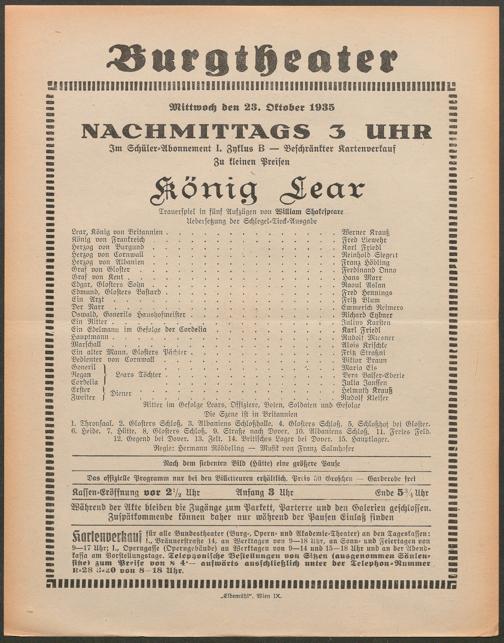 Burgtheater
Mittwoch den 23. Oktober 1935
NACHMITTAGS 3 UHR
Im Schüler-Abonnement I. Zyklus B — Beschränkter Kartenverkauf
Zu kleinen Preisen
König Lear
Trauerspiel in fünf Aufzügen von William Shakespeare
Uebersetzung der Schlegel-Tieck-Ausgabe
Lear, König von Britannien Werner Krauß
König von Frankreich Fred Liewehr
Herzog von Burgund Karl Friedl
Herzog von Cornwall Reinhold Siegert
Herzog von Albanien Franz Höbling
Graf von Gloster Ferdinand Onno
Graf von Kent Hans Marr
Edgar, Glosters Sohn Raoul Aslan
Edmund, Glosters Bastard Fred Hennings
Ein Arzt Fritz Blum
Der Narr Emmerich Reimers
Oswald, Gonerils Haushofmeister Richard Eybner
Ein Ritter Julius Karsten
Ein Edelmann im Gefolge der Cordelia Karl Friedl
Hauptmann Rudolf Miesner
Marschall Alois Krischke
Ein alter Mann, Glosters Pächter Fritz Straßni
Bedienter von Cornwall Viktor Braun
Goneril } Maria Eis
Regan } Lears Töchter Vera Balser-Eberle
Cordelia } Julia Janssen
Erster } Diener Helmuth Krauß
Zweiter } Rudolf Kleiser
Ritter im Gefolge Lears, Offiziere, Boten, Soldaten und Gefolge
Die Szene ist in Britannien
1. Thronsaal. 2. Glosters Schloß. 3. Albaniens Schloßhalle. 4. Glosters Schloß. 5. Schloßhof bei Gloster.
6. Heide. 7. Hütte. 8. Glosters Schloß. 9. Straße nach Dover. 10. Albaniens Schloß. 11. Freies Feld.
12. Gegend bei Dover. 13. Zelt. 14. Britisches Lager bei Dover. 15. Hauptlager.
Regie: Hermann Röbbeling — Musik von Franz Salmhofer
Nach dem siebenten Bild (Hütte) eine größere Pause
Das offizielle Programm nur bei den Billetteuren erhältlich. Preis 50 Groschen — Garderobe frei
Kassen-Eröffnung vor 2½ Uhr Anfang 3 Uhr Ende 5¾ Uhr
Während der Akte bleiben die Zugänge zum Parkett, Parterre und den Galerien geschlossen.
Zuspätkommende können daher nur während der Pausen Einlaß finden
Kartenverkauf für alle Bundestheater (Burg-, Opern- und Akademie-Theater) an den Tageskassen:
I., Bräunerstraße 14, an Werktagen von 9—18 Uhr, an Sonn- und Feiertagen von
9—17 Uhr; I., Operngasse (Operngebäude) an Werktagen von 9—14 und 15—18 Uhr und an der Abend-
kassa am Vorstellungstage. Telephonische Bestellungen von Sitzen (ausgenommen Säulen-
sitze) zum Preise von S 4·— aufwärts ausschließlich unter der Telephon-Nummer
R-28 3-20 von 8—18 Uhr.
„Elbemühl“, Wien IX.